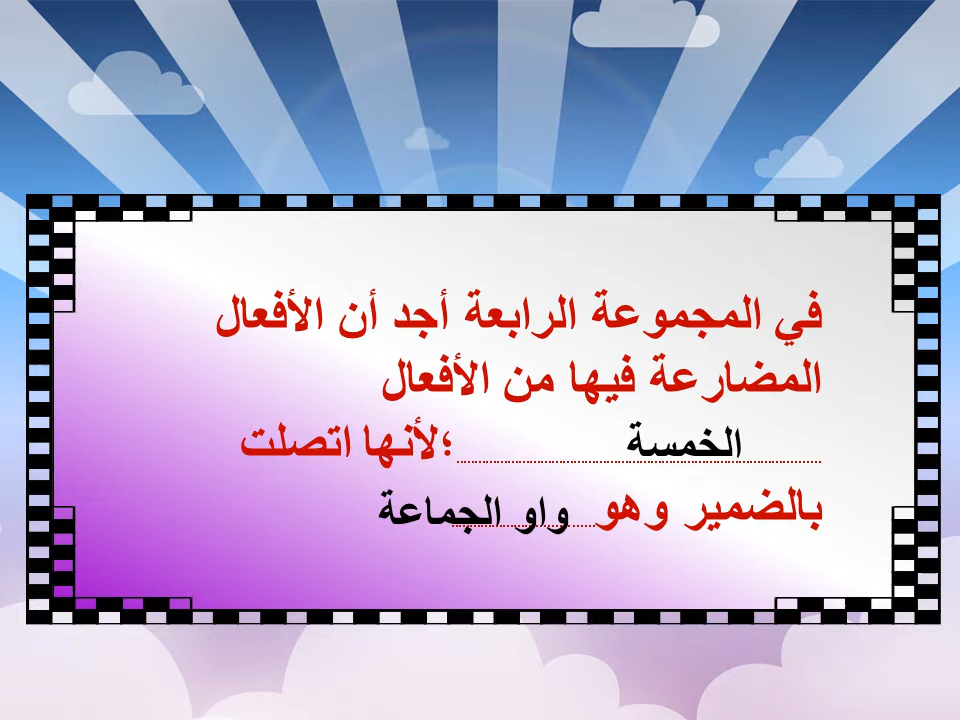 في المجموعة الرابعة أجد أن الأفعال
المضارعة فيها من الأفعال
الخمسة ؛لأنها اتصلت
بالضمير وهو واو الجماعة